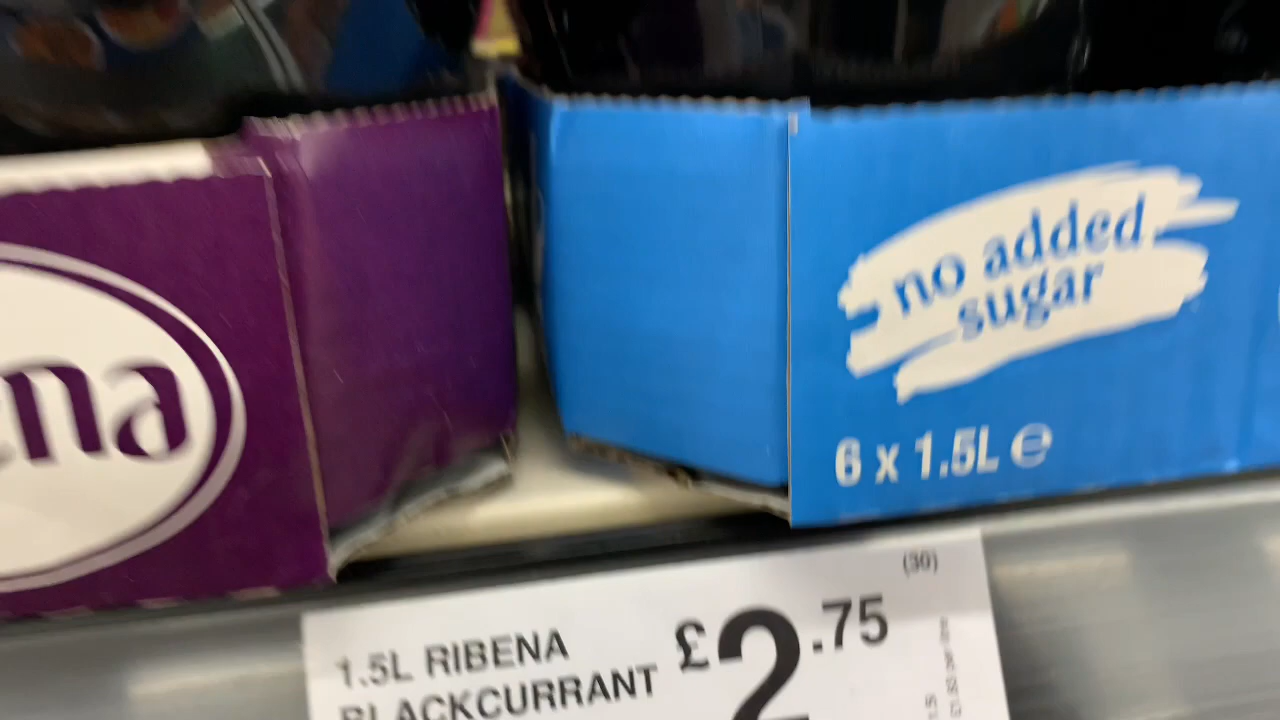 ena
no added
sugar
6 x 1.5L e
(30)
1.5L RIBENA
BLACKCURRANT
£2.75